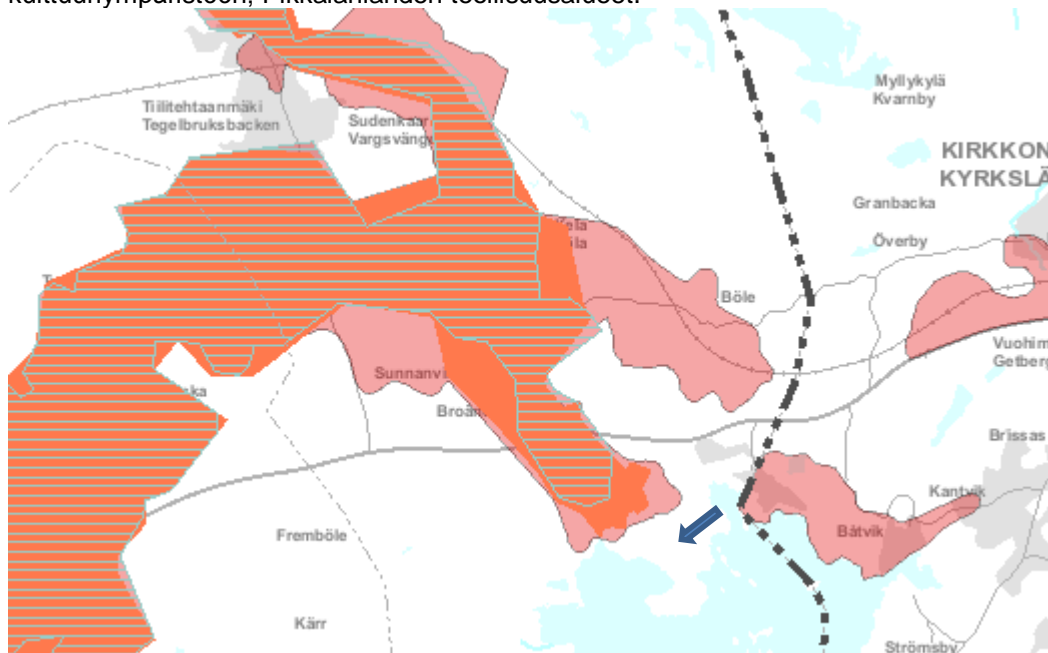 Myllykylä
Kvarnby
Tiilitehtaanmäki
Tegelbruksbacken
Sudenkaar
Vargsväng
KIRKKON
KYRKSLÄ
Granbacka
Överby
Böle
Vuohim
Getberg
Sunnanvi
Broän
Brissas
Kantvik
Båtvik
Fremböle
Kärr
Strömsby